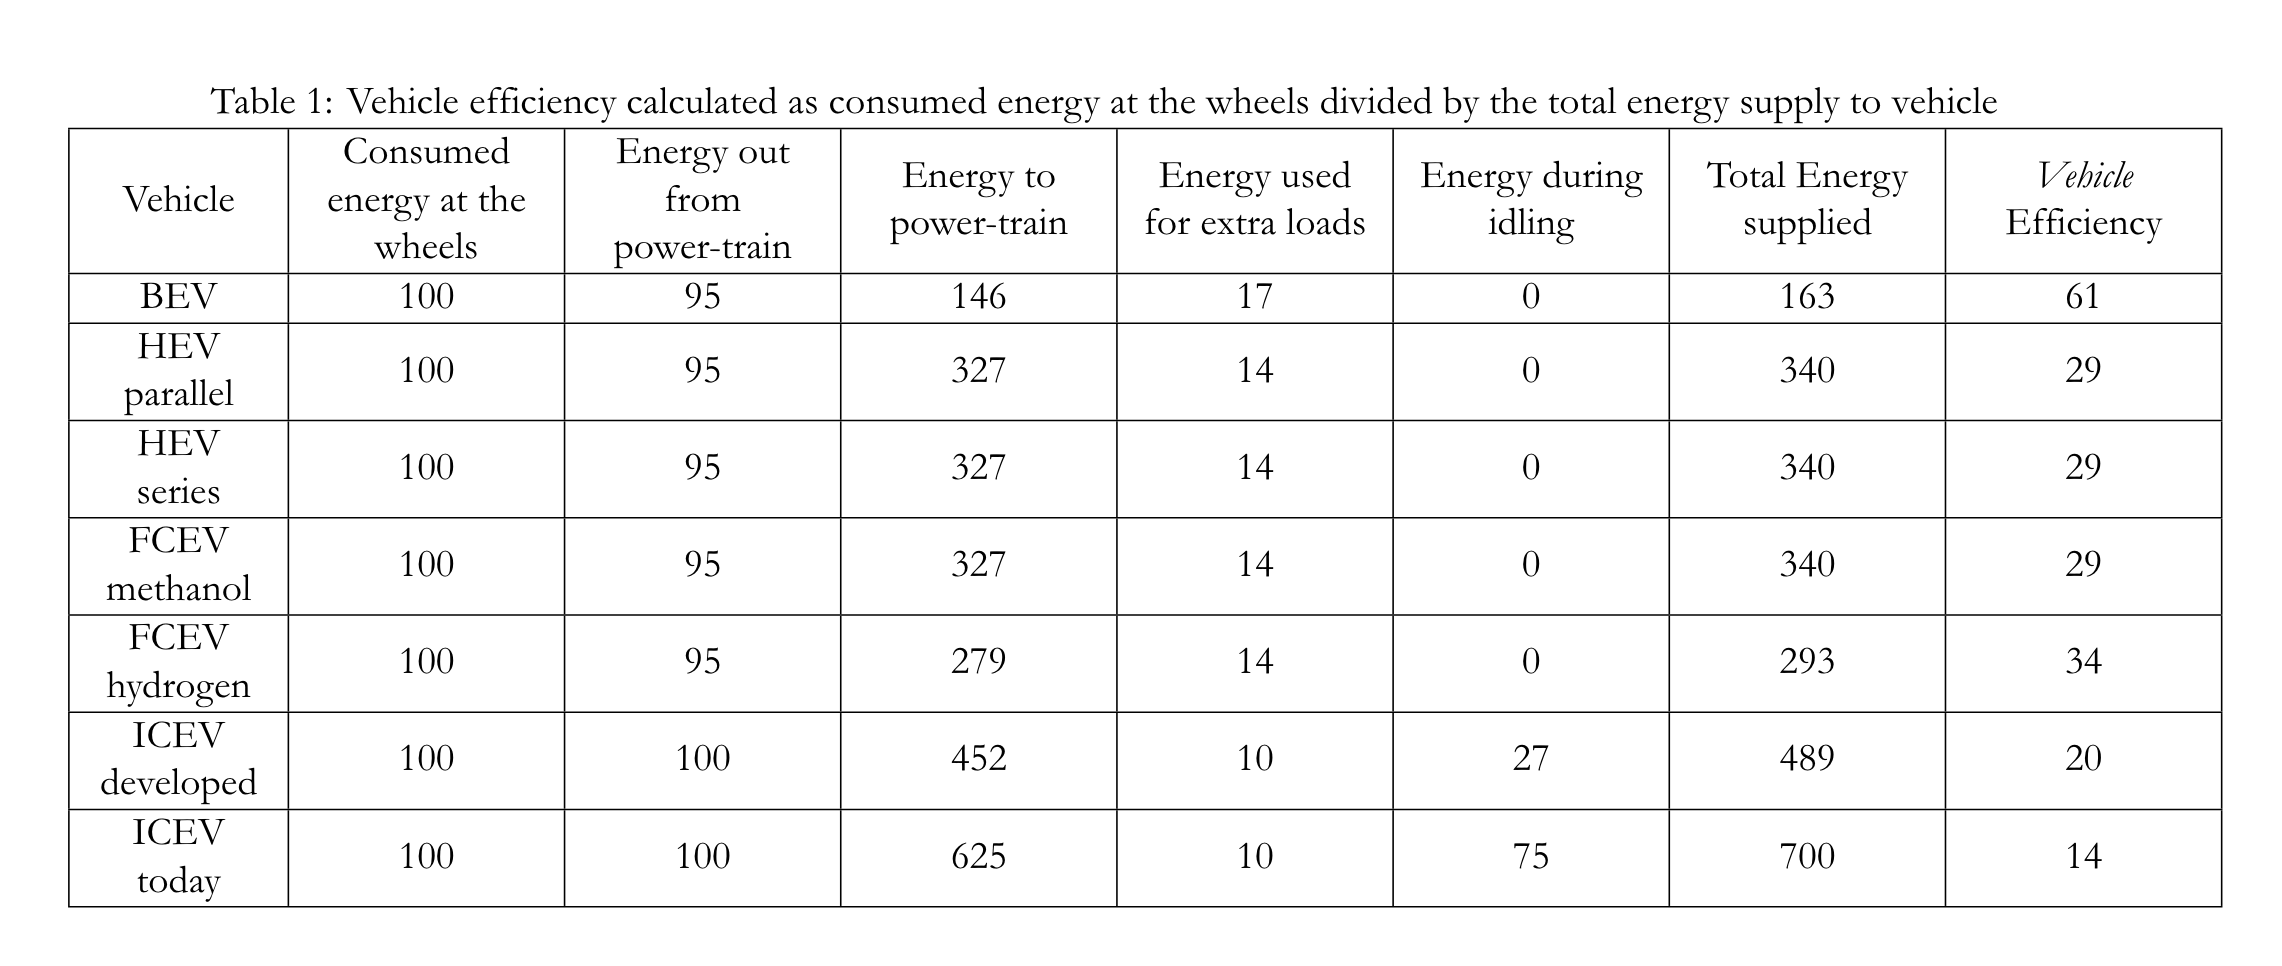 Table 1: Vehicle efficiency calculated as consumed energy at the wheels divided by the total energy supply to vehicle
Vehicle
Consumed
energy at the
wheels
Energy out
from
power-train
Energy to
power-train
Energy used
for extra loads
Energy during
idling
Total Energy
supplied
Vehicle
Efficiency
BEV 100 95 146 17 0 163 61
HEV
parallel
100 95 327 14 0 340 29
HEV
series
100 95 327 14 0 340 29
FCEV
methanol
100 95 327 14 0 340 29
FCEV
hydrogen
100 95 279 14 0 293 34
ICEV
developed
100 100 452 10 27 489 20
ICEV
today
100 100 625 10 75 700 14